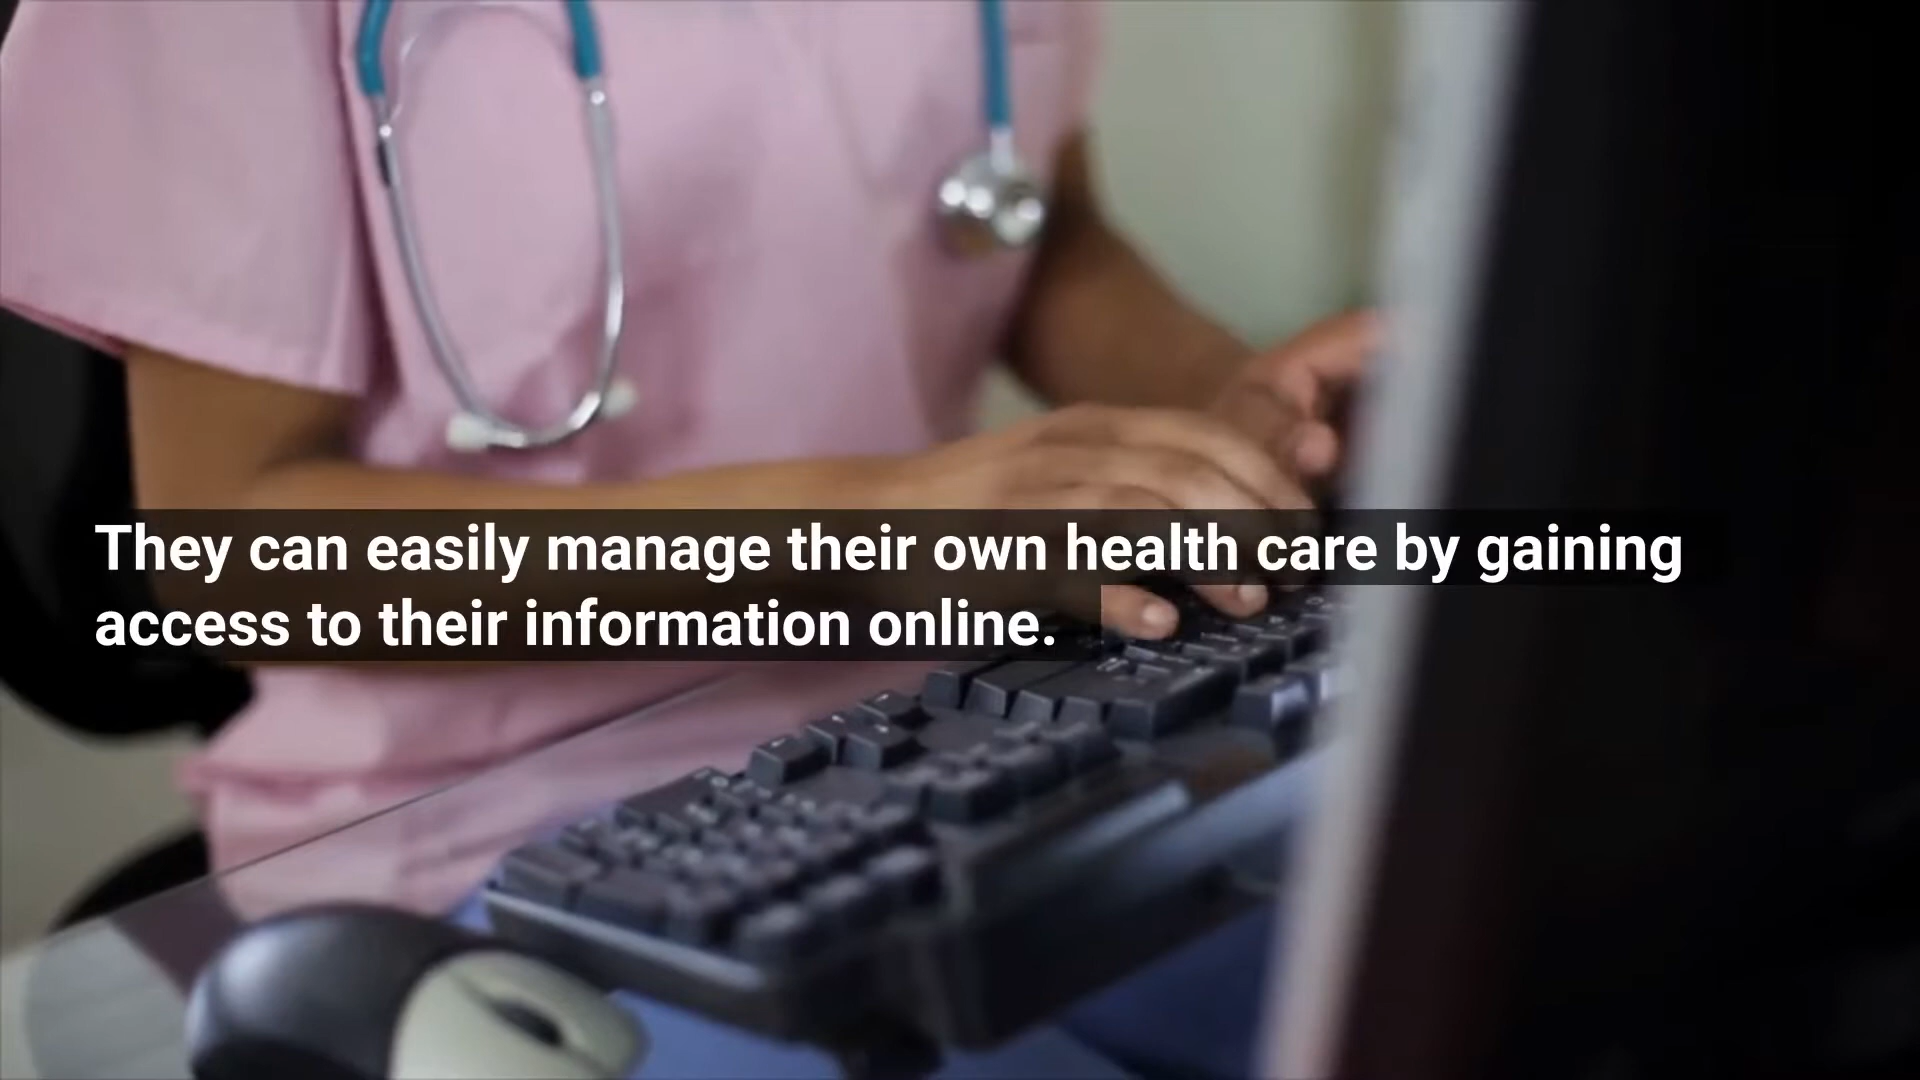 They can easily manage their own health care by gaining
access to their information online.